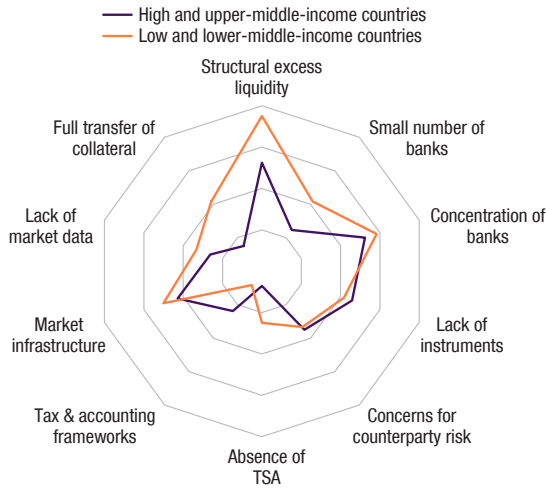 High and upper-middle-income countries
Low and lower-middle-income countries
Structural excess
liquidity
Small number of
banks
Concentration of
banks
Lack of
instruments
Concerns for
counterparty risk
Absence of
TSA
Tax & accounting
frameworks
Market
infrastructure
Lack of
market data
Full transfer of
collateral